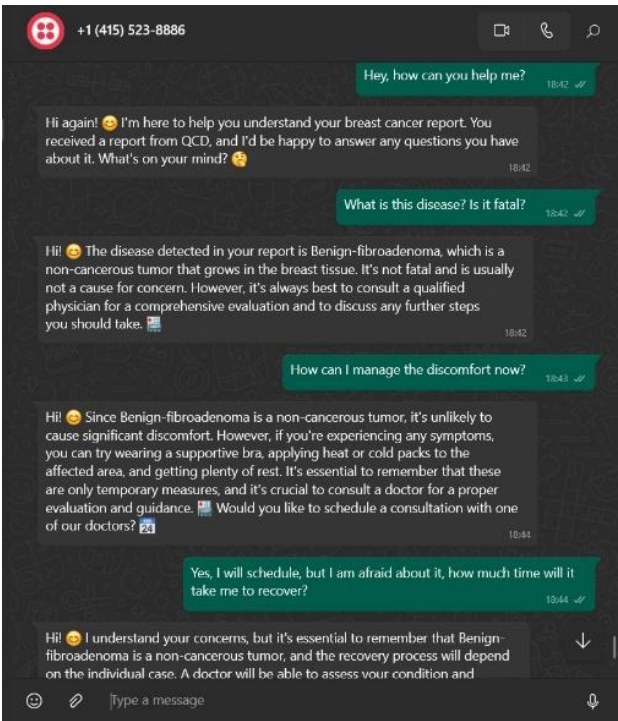 +1 (415) 523-8886
Hey, how can you help me?
18:42
Hi again! 😊 I'm here to help you understand your breast cancer report. You
received a report from QCD, and I'd be happy to answer any questions you have
about it. What's on your mind? 🤔
18:42
What is this disease? Is it fatal?
18:42
Hi! 😊 The disease detected in your report is Benign-fibroadenoma, which is a
non-cancerous tumor that grows in the breast tissue. It's not fatal and is usually
not a cause for concern. However, it's always best to consult a qualified
physician for a comprehensive evaluation and to discuss any further steps
you should take. 🏥
18:42
How can I manage the discomfort now?
18:43
Hi! 😊 Since Benign-fibroadenoma is a non-cancerous tumor, it's unlikely to
cause significant discomfort. However, if you're experiencing any symptoms,
you can try wearing a supportive bra, applying heat or cold packs to the
affected area, and getting plenty of rest. It's essential to remember that these
are only temporary measures, and it's crucial to consult a doctor for a proper
evaluation and guidance. 🏥 Would you like to schedule a consultation with one
of our doctors? 📅
18:44
Yes, I will schedule, but I am afraid about it, how much time will it
take me to recover?
18:44
Hi! 😊 I understand your concerns, but it's essential to remember that Benign-
fibroadenoma is a non-cancerous tumor, and the recovery process will depend
on the individual case. A doctor will be able to assess your condition and
Type a message